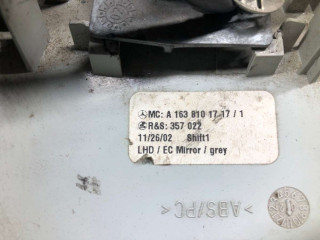 MC: A 163 810 17 17 / 1
R&S: 357 022
11/26/02 Shift1
LHD / EC Mirror / grey
>ABS/PC<